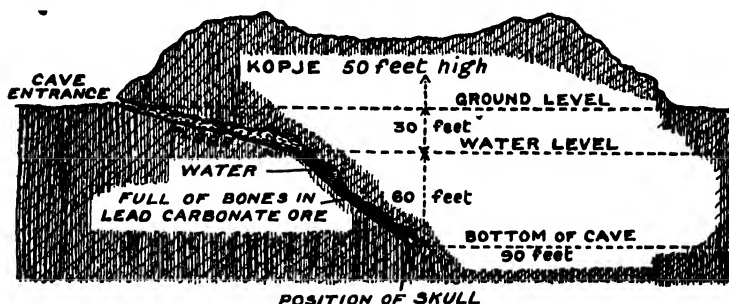 KOPJE 50 feet high
CAVE
ENTRANCE
GROUND LEVEL
30
feet
WATER LEVEL
WATER
FULL OF BONES IN
LEAD CARBONATE ORE
60 feet
BOTTOM OF CAVE
90 feet
POSITION OF SKULL